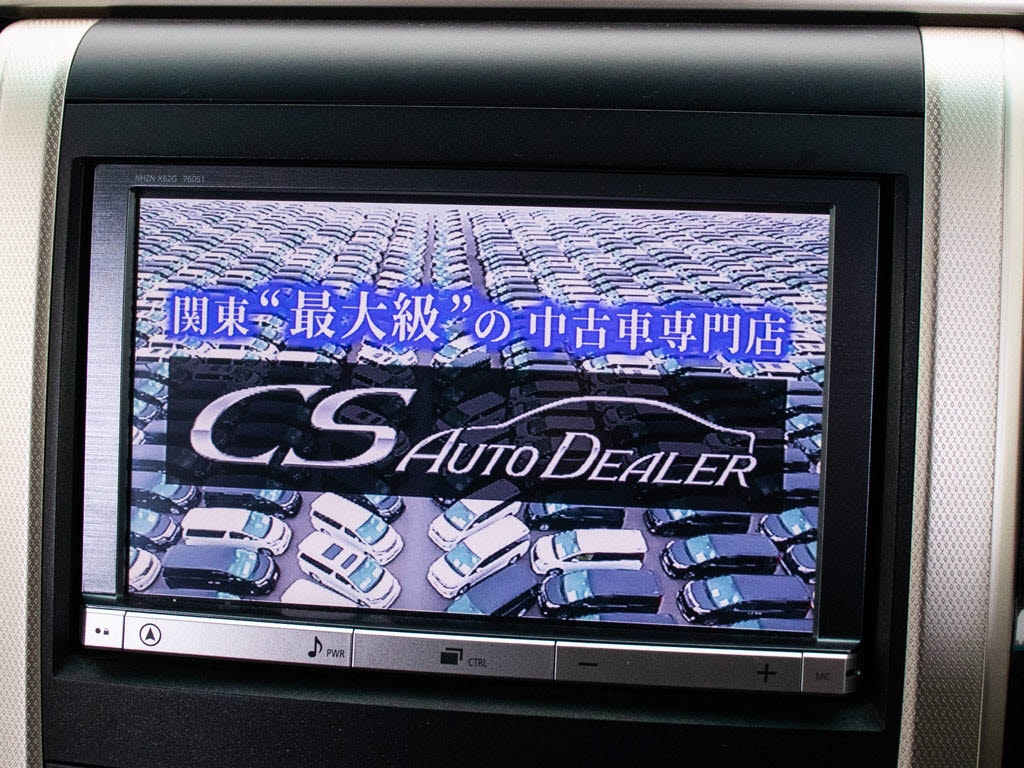 NHZN-X62G 76051
関東“最大級”の 中古車専門店
CS AUTO DEALER
PWR
CTRL
MIC